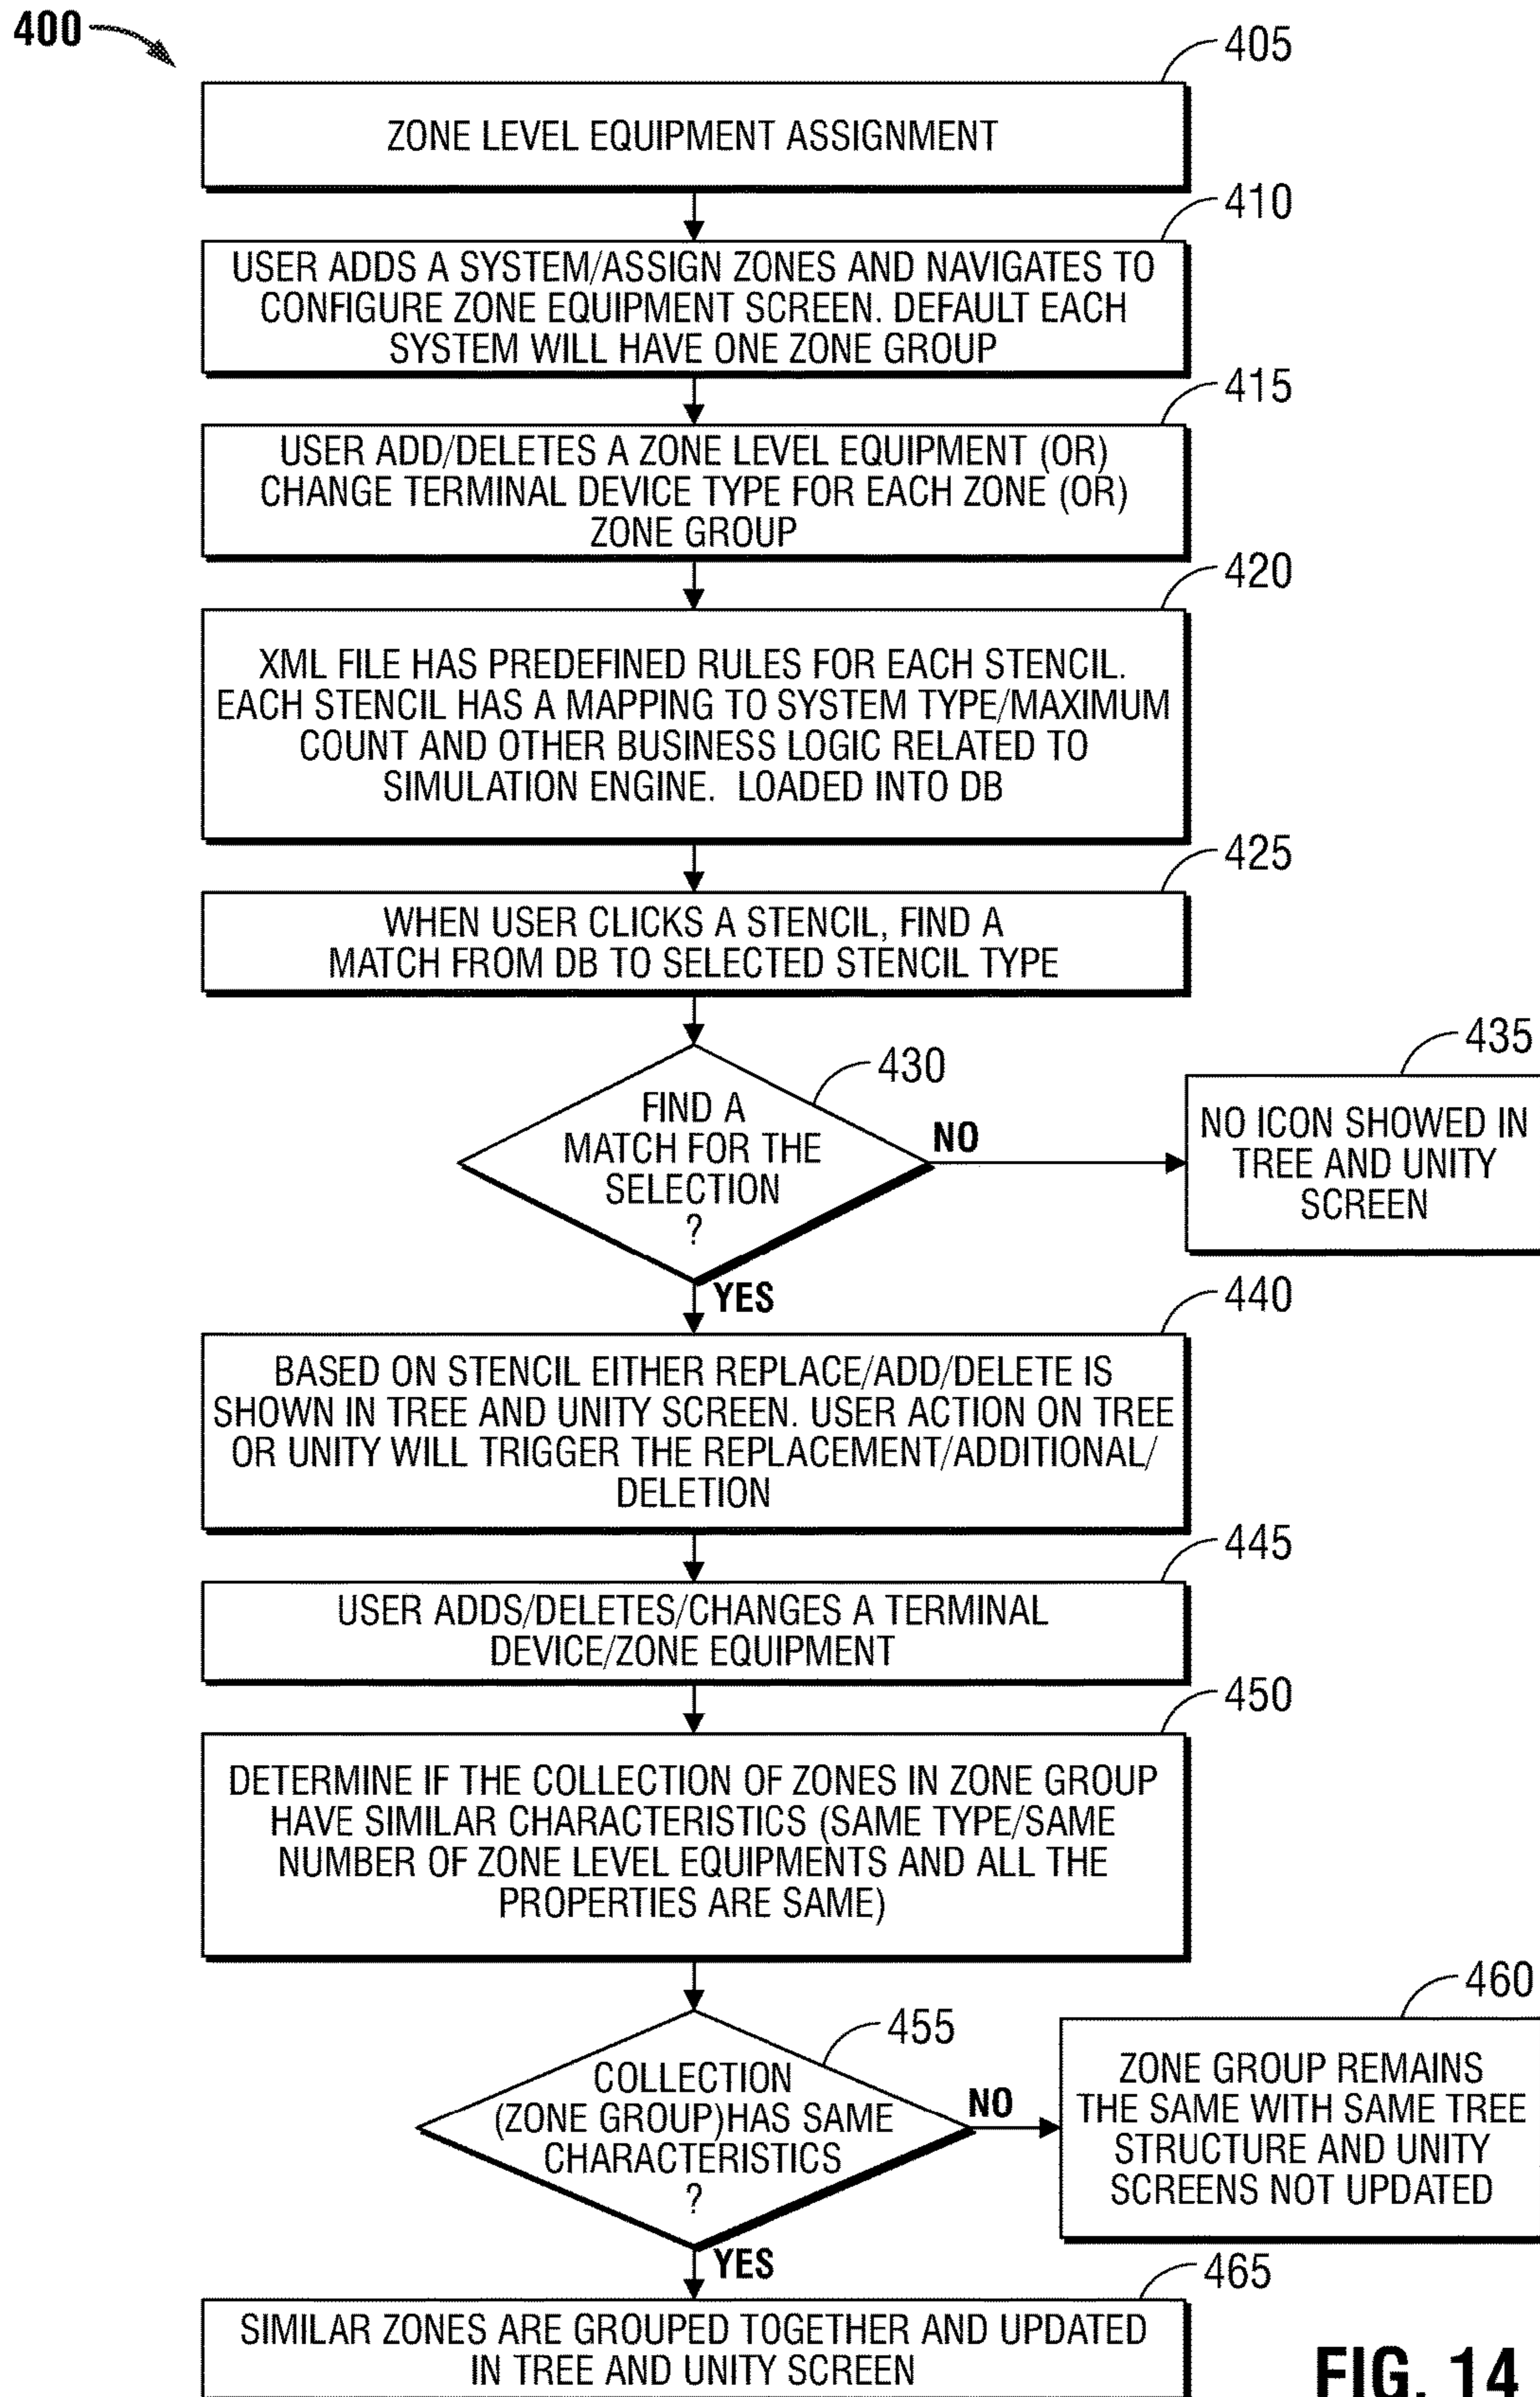 400
405
ZONE LEVEL EQUIPMENT ASSIGNMENT
410
USER ADDS A SYSTEM/ASSIGN ZONES AND NAVIGATES TO
CONFIGURE ZONE EQUIPMENT SCREEN. DEFAULT EACH
SYSTEM WILL HAVE ONE ZONE GROUP
415
USER ADD/DELETES A ZONE LEVEL EQUIPMENT (OR)
CHANGE TERMINAL DEVICE TYPE FOR EACH ZONE (OR)
ZONE GROUP
420
XML FILE HAS PREDEFINED RULES FOR EACH STENCIL.
EACH STENCIL HAS A MAPPING TO SYSTEM TYPE/MAXIMUM
COUNT AND OTHER BUSINESS LOGIC RELATED TO
SIMULATION ENGINE. LOADED INTO DB
425
WHEN USER CLICKS A STENCIL, FIND A
MATCH FROM DB TO SELECTED STENCIL TYPE
430
FIND A
MATCH FOR THE
SELECTION
?
NO
435
NO ICON SHOWED IN
TREE AND UNITY
SCREEN
YES
440
BASED ON STENCIL EITHER REPLACE/ADD/DELETE IS
SHOWN IN TREE AND UNITY SCREEN. USER ACTION ON TREE
OR UNITY WILL TRIGGER THE REPLACEMENT/ADDITIONAL/
DELETION
445
USER ADDS/DELETES/CHANGES A TERMINAL
DEVICE/ZONE EQUIPMENT
450
DETERMINE IF THE COLLECTION OF ZONES IN ZONE GROUP
HAVE SIMILAR CHARACTERISTICS (SAME TYPE/SAME
NUMBER OF ZONE LEVEL EQUIPMENTS AND ALL THE
PROPERTIES ARE SAME)
455
COLLECTION
(ZONE GROUP)HAS SAME
CHARACTERISTICS
?
NO
460
ZONE GROUP REMAINS
THE SAME WITH SAME TREE
STRUCTURE AND UNITY
SCREENS NOT UPDATED
YES
465
SIMILAR ZONES ARE GROUPED TOGETHER AND UPDATED
IN TREE AND UNITY SCREEN
FIG. 14